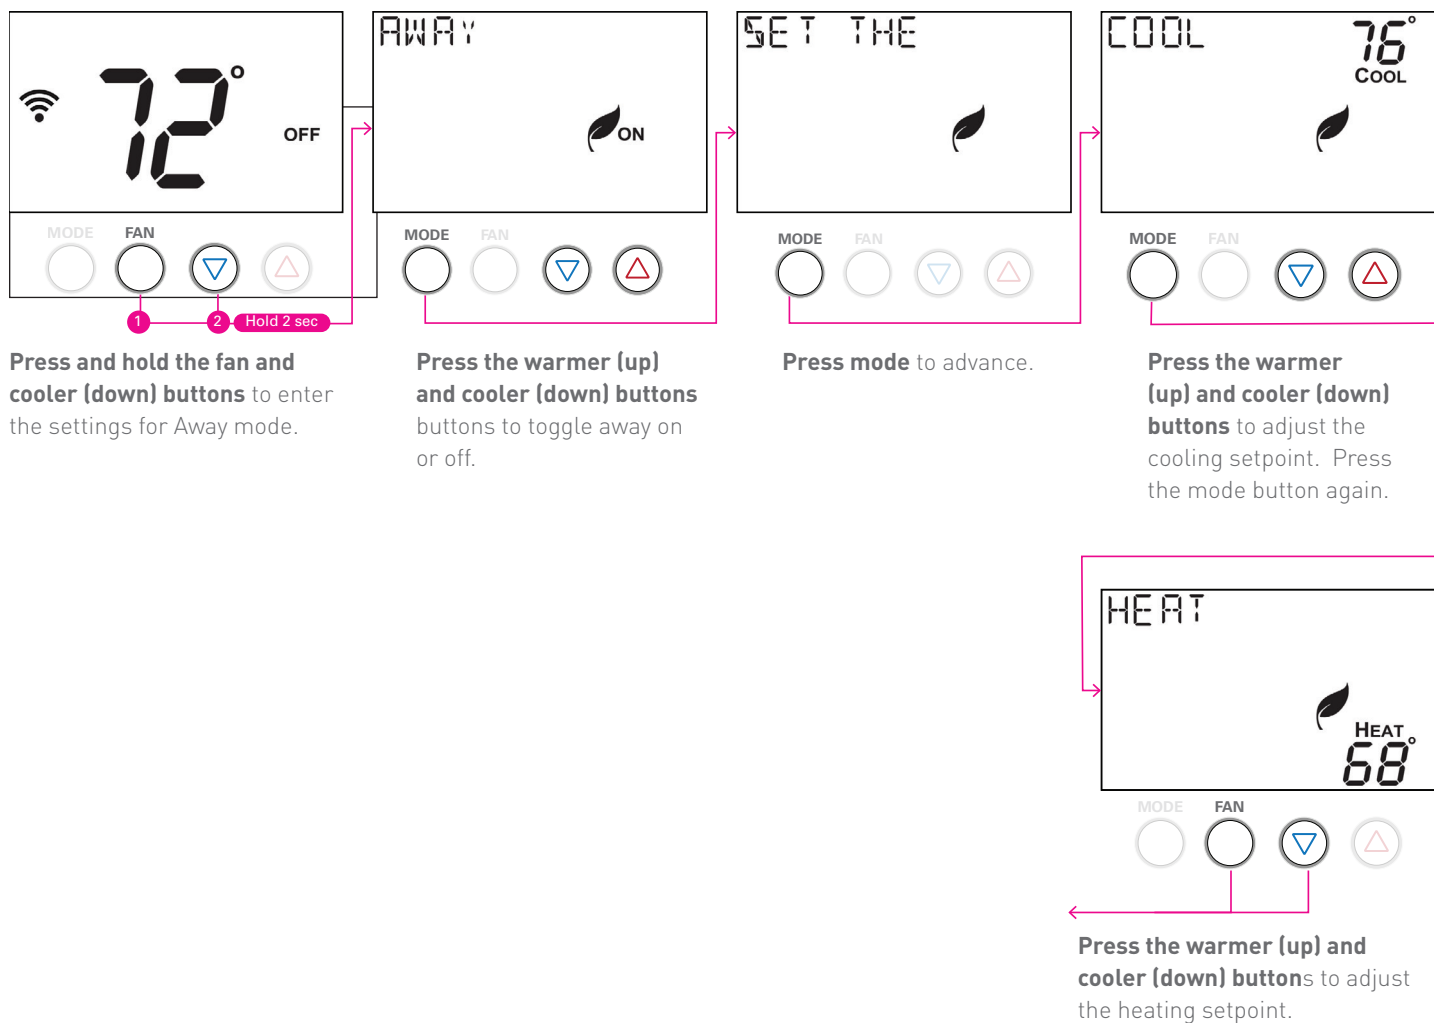 72°
OFF
MODE FAN
1 2 Hold 2 sec
Press and hold the fan and
cooler (down) buttons to enter
the settings for Away mode.
AWAY
ON
MODE FAN
Press the warmer (up)
and cooler (down) buttons
buttons to toggle away on
or off.
SET THE
MODE FAN
Press mode to advance.
COOL 76°
COOL
MODE FAN
Press the warmer
(up) and cooler (down)
buttons to adjust the
cooling setpoint. Press
the mode button again.
HEAT
HEAT
68°
MODE FAN
Press the warmer (up) and
cooler (down) buttons to adjust
the heating setpoint.